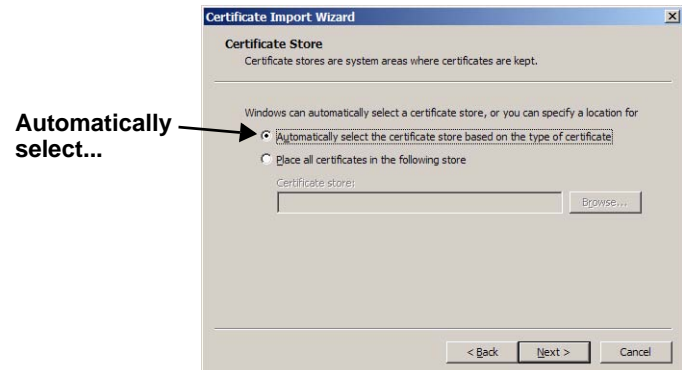 Certificate Import Wizard
Certificate Store
Certificate stores are system areas where certificates are kept.
Windows can automatically select a certificate store, or you can specify a location for
Automatically
select...
Automatically select the certificate store based on the type of certificate
Place all certificates in the following store
Certificate store:
Browse...
< Back
Next >
Cancel